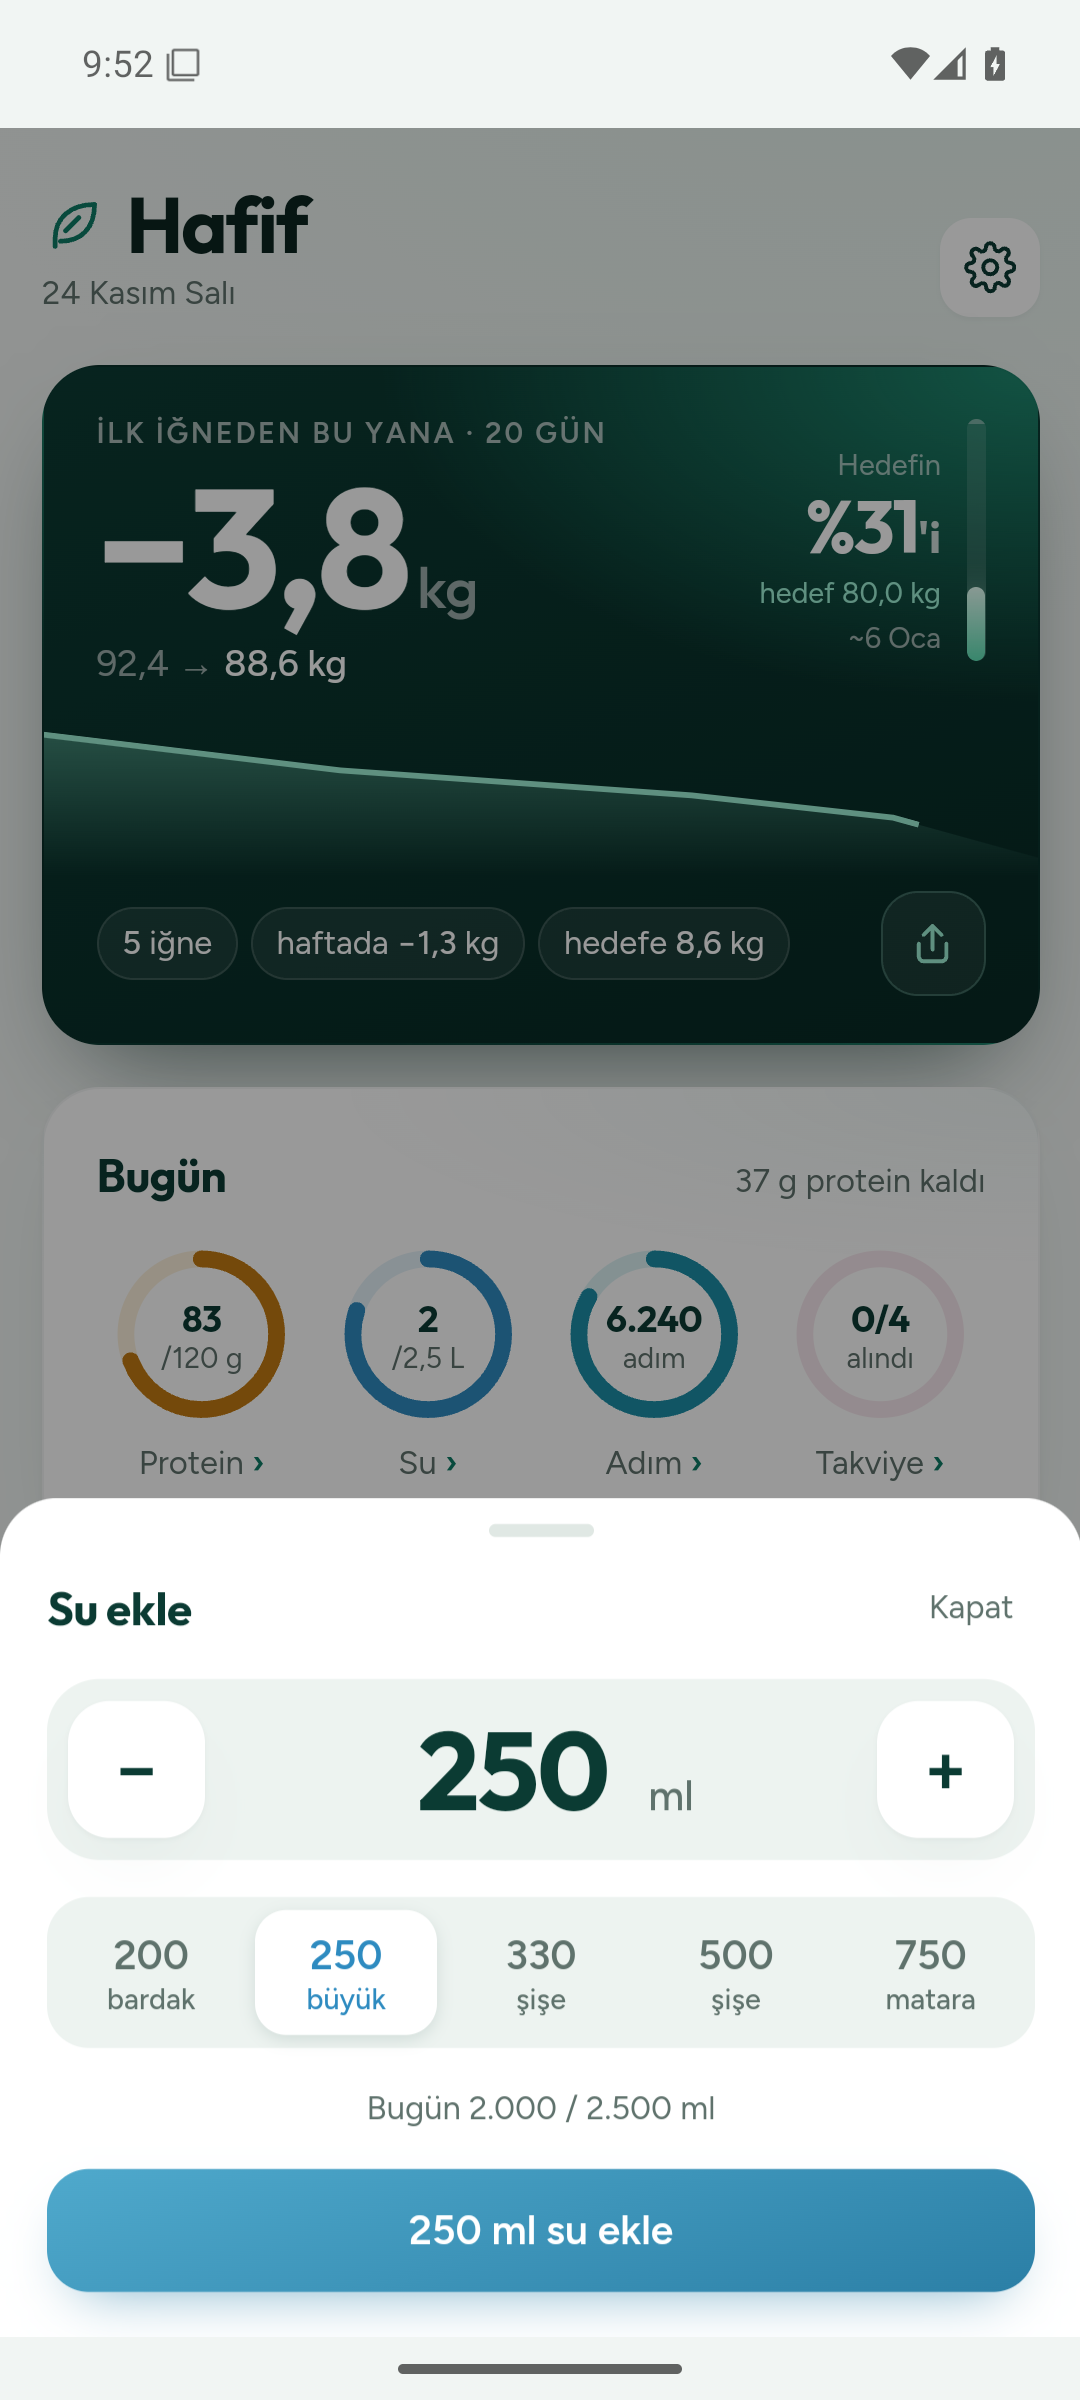 9:52
Hafif
24 Kasım Salı
İLK İĞNEDEN BU YANA · 20 GÜN
−3,8 kg
92,4 → 88,6 kg
Hedefin
%31'i
hedef 80,0 kg
~6 Oca
5 iğne
haftada −1,3 kg
hedefe 8,6 kg
Bugün
37 g protein kaldı
83
/120 g
Protein ›
2
/2,5 L
Su ›
6.240
adım
Adım ›
0/4
alındı
Takviye ›
Su ekle
Kapat
− 250 ml +
200
bardak
250
büyük
330
şişe
500
şişe
750
matara
Bugün 2.000 / 2.500 ml
250 ml su ekle